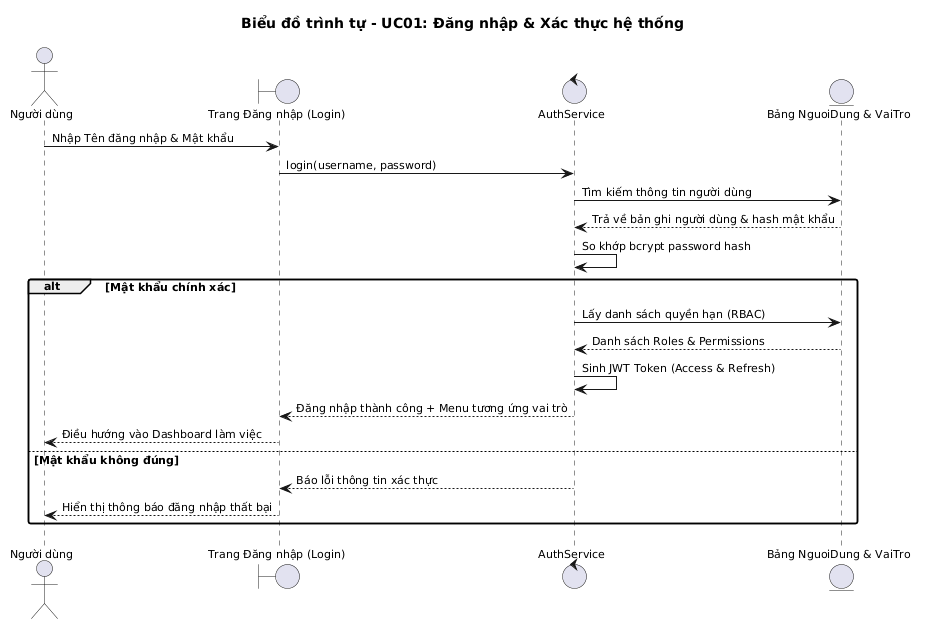 Biểu đồ trình tự - UC01: Đăng nhập & Xác thực hệ thống
Người dùng
Trang Đăng nhập (Login)
AuthService
Bảng NguoiDung & VaiTro
Nhập Tên đăng nhập & Mật khẩu
login(username, password)
Tìm kiếm thông tin người dùng
Trả về bản ghi người dùng & hash mật khẩu
So khớp bcrypt password hash
alt
[Mật khẩu chính xác]
Lấy danh sách quyền hạn (RBAC)
Danh sách Roles & Permissions
Sinh JWT Token (Access & Refresh)
Đăng nhập thành công + Menu tương ứng vai trò
Điều hướng vào Dashboard làm việc
[Mật khẩu không đúng]
Báo lỗi thông tin xác thực
Hiển thị thông báo đăng nhập thất bại
Người dùng
Trang Đăng nhập (Login)
AuthService
Bảng NguoiDung & VaiTro